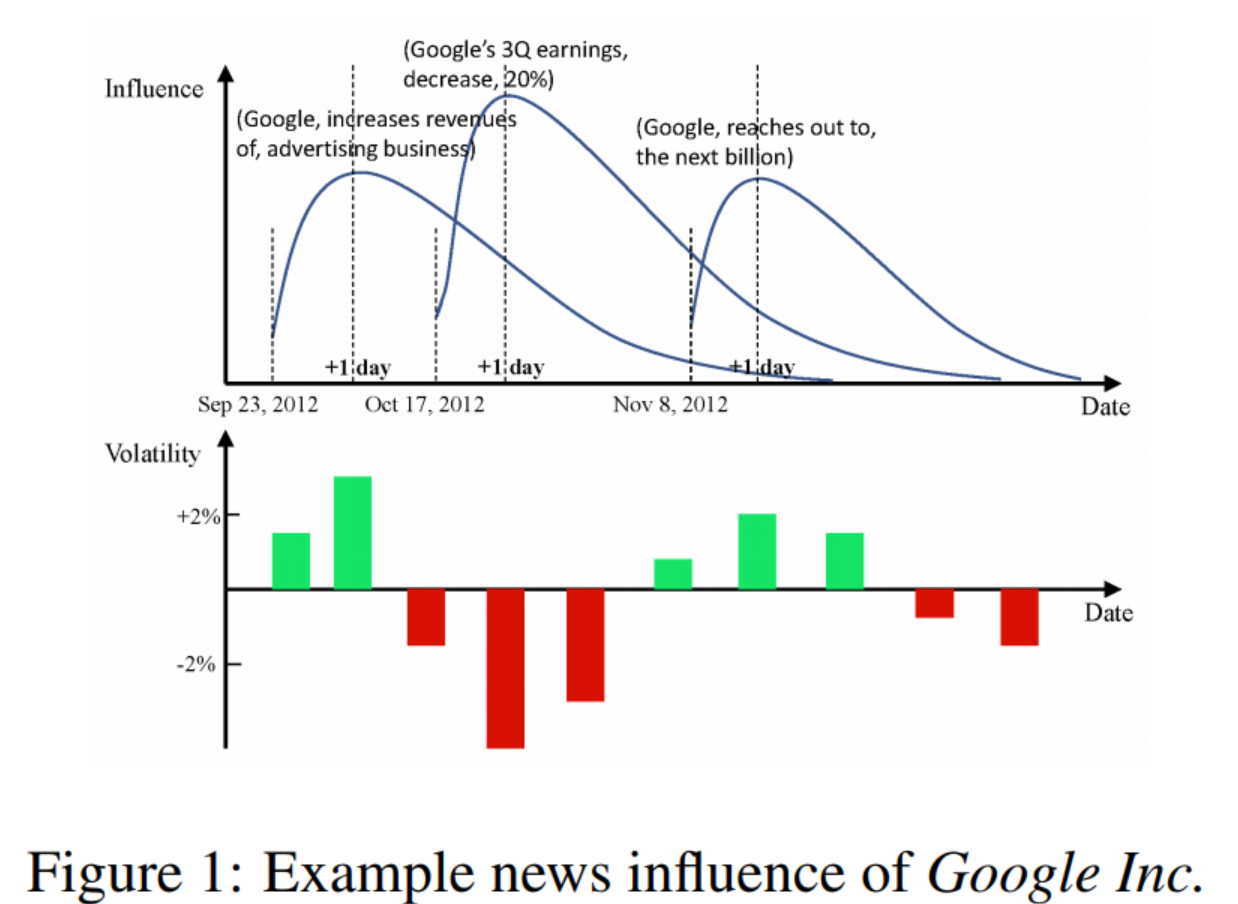 (Google's 3Q earnings,
decrease, 20%)
Influence
(Google, increases revenues
of, advertising business)
(Google, reaches out to,
the next billion)
+1 day
+1 day
+1 day
Sep 23, 2012
Oct 17, 2012
Nov 8, 2012
Date
Volatility
+2%
Date
-2%
Figure 1: Example news influence of Google Inc.